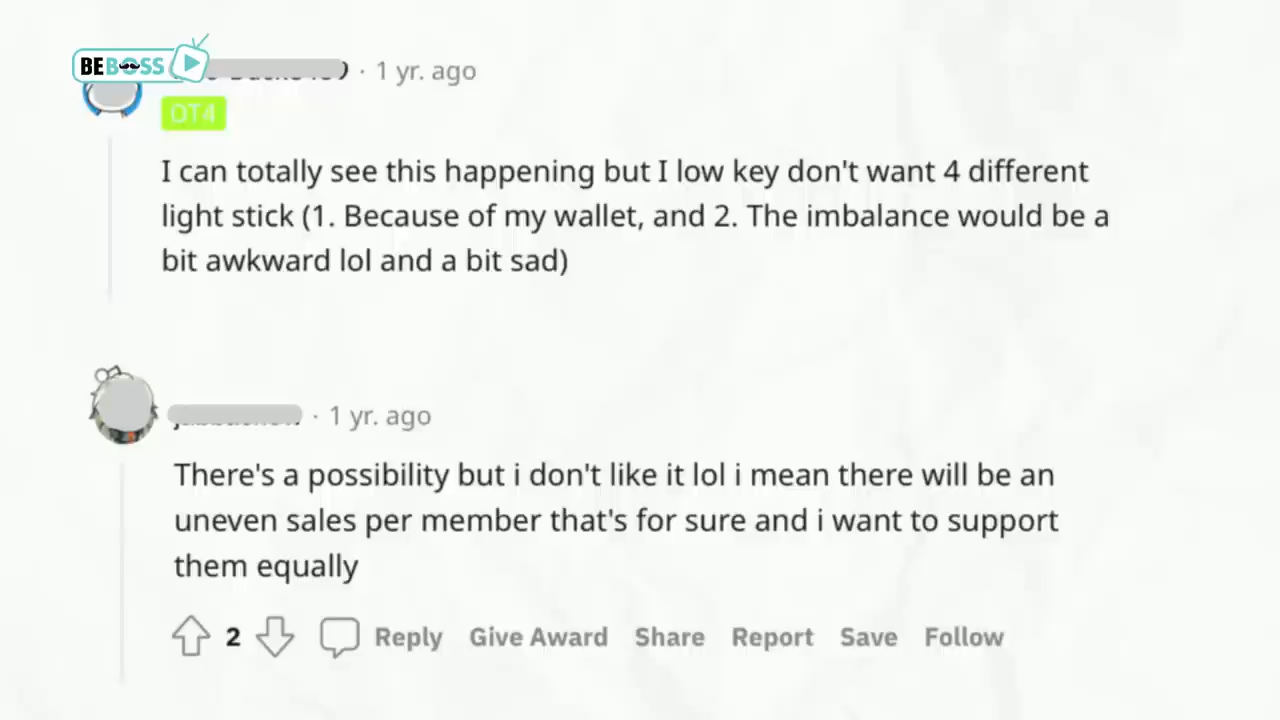 BEBOSS
· 1 yr. ago
OT4
I can totally see this happening but I low key don't want 4 different
light stick (1. Because of my wallet, and 2. The imbalance would be a
bit awkward lol and a bit sad)
· 1 yr. ago
There's a possibility but i don't like it lol i mean there will be an
uneven sales per member that's for sure and i want to support
them equally
2 Reply Give Award Share Report Save Follow